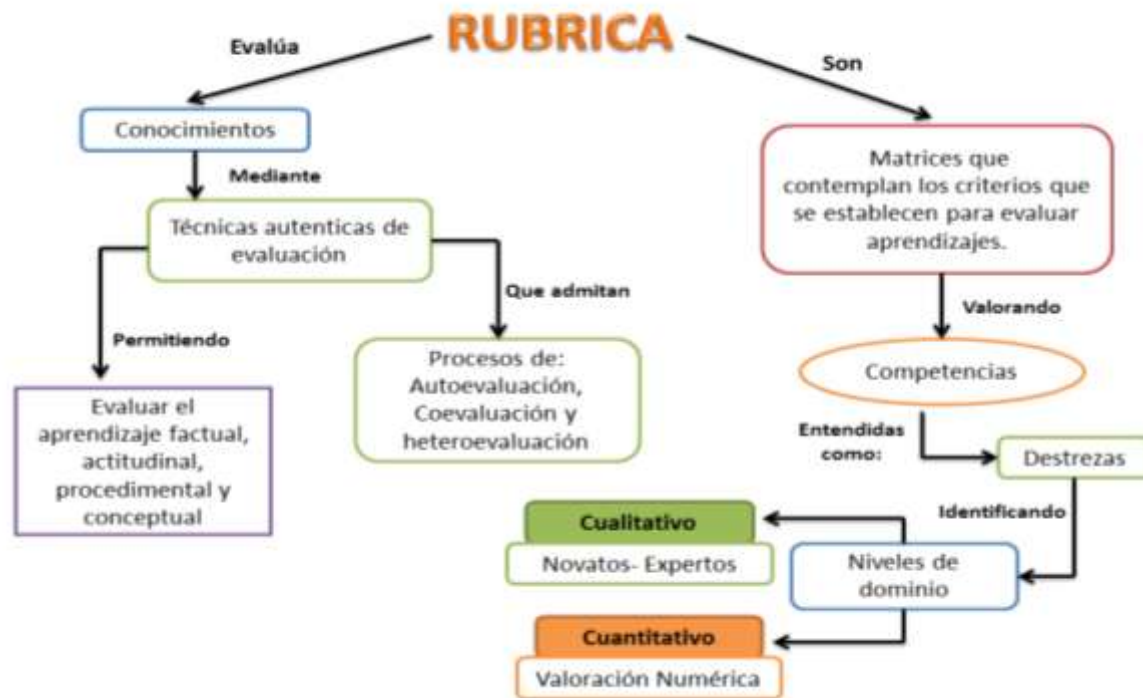 RUBRICA
Evalúa
Son
Conocimientos
Mediante
Técnicas autenticas de
evaluación
Permitiendo
Que admitan
Evaluar el
aprendizaje factual,
actitudinal,
procedimental y
conceptual
Procesos de:
Autoevaluación,
Coevaluación y
heteroevaluación
Matrices que
contemplan los criterios que
se establecen para evaluar
aprendizajes.
Valorando
Competencias
Entendidas
como:
Destrezas
Identificando
Niveles de
dominio
Cualitativo
Novatos- Expertos
Cuantitativo
Valoración Numérica